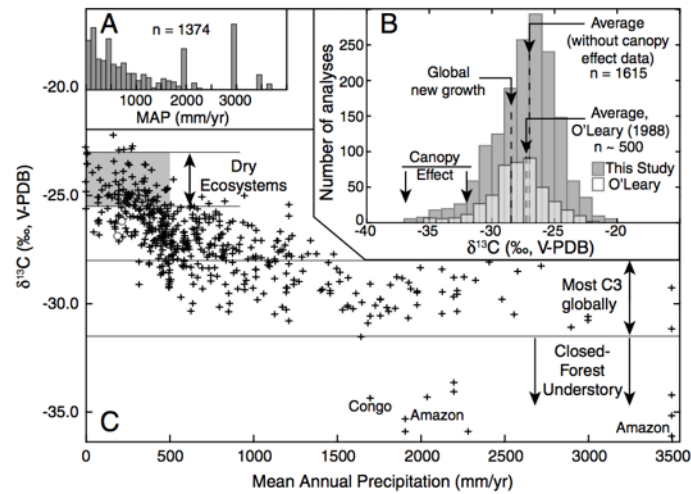 A
n = 1374
1000
2000
3000
MAP (mm/yr)
B
Number of analyses
250
200
150
100
50
0
-40
-35
-30
-25
-20
δ¹³C (‰, V-PDB)
Average
(without canopy
effect data)
n = 1615
Global
new growth
Average,
O'Leary (1988)
n ~ 500
Canopy
Effect
This Study
O'Leary
C
δ¹³C (‰, V-PDB)
-20.0
-25.0
-30.0
-35.0
Dry
Ecosystems
Most C3
globally
Closed-
Forest
Understory
Congo
Amazon
Amazon
0
500
1000
1500
2000
2500
3000
3500
Mean Annual Precipitation (mm/yr)